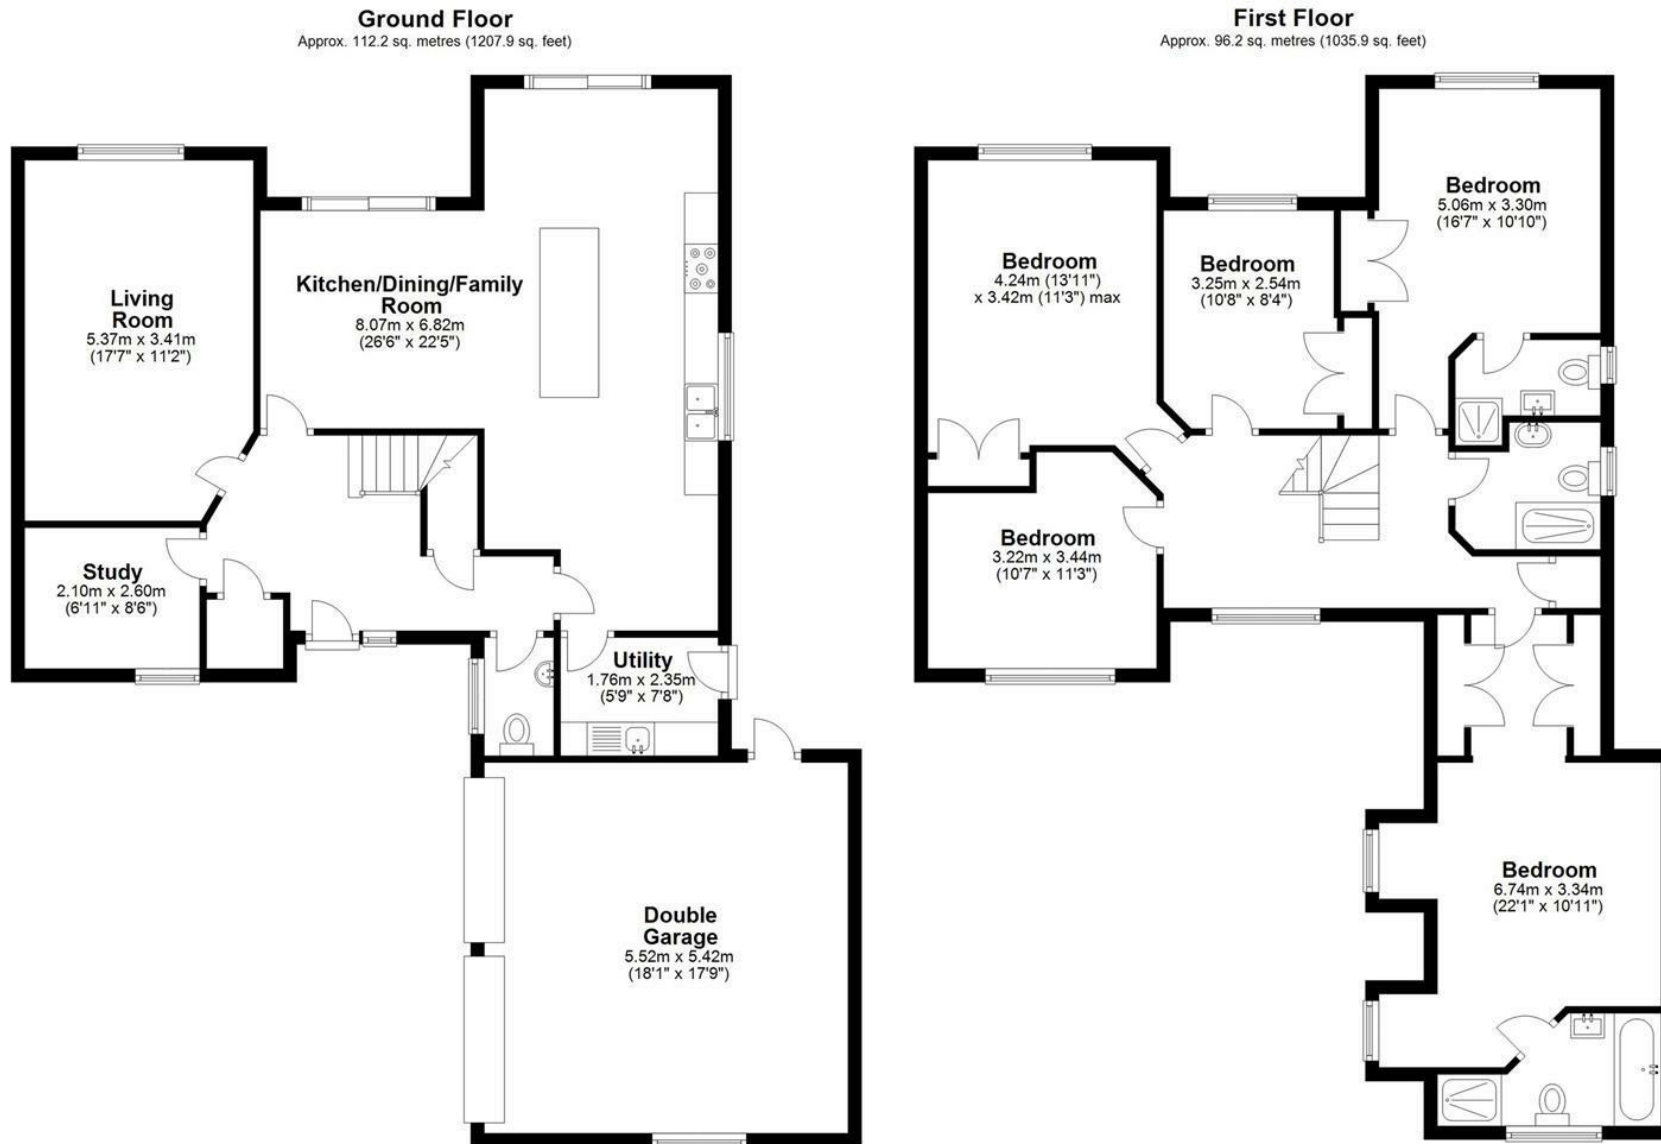 Ground Floor
Approx. 112.2 sq. metres (1207.9 sq. feet)
Living
Room
5.37m x 3.41m
(17'7" x 11'2")
Kitchen/Dining/Family
Room
8.07m x 6.82m
(26'6" x 22'5")
Study
2.10m x 2.60m
(6'11" x 8'6")
Utility
1.76m x 2.35m
(5'9" x 7'8")
Double
Garage
5.52m x 5.42m
(18'1" x 17'9")
First Floor
Approx. 96.2 sq. metres (1035.9 sq. feet)
Bedroom
5.06m x 3.30m
(16'7" x 10'10")
Bedroom
4.24m (13'11")
x 3.42m (11'3") max
Bedroom
3.25m x 2.54m
(10'8" x 8'4")
Bedroom
3.22m x 3.44m
(10'7" x 11'3")
Bedroom
6.74m x 3.34m
(22'1" x 10'11")